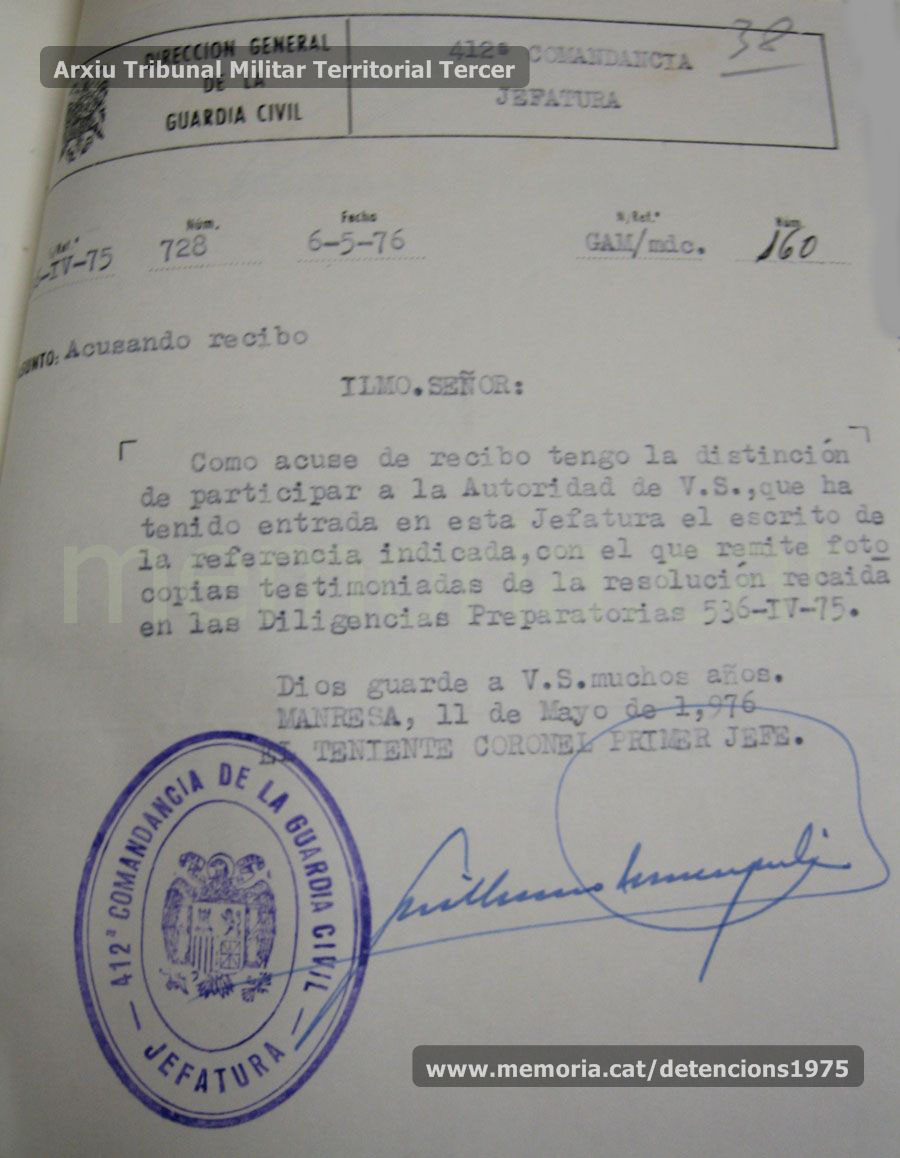 Arxiu Tribunal Militar Territorial Tercer
DIRECCION GENERAL
DE LA
GUARDIA CIVIL
412ª COMANDANCIA
JEFATURA
38
Núm.
Fecha
N/Ref.ª
Núm.
-IV-75
728
6-5-76
GAM/mdc.
160
ASUNTO: Acusando recibo
ILMO.SEÑOR:
Como acuse de recibo tengo la distinción
de participar a la Autoridad de V.S.,que ha
tenido entrada en esta Jefatura el escrito de
la referencia indicada,con el que remite foto
copias testimoniadas de la resolución recaida
en las Diligencias Preparatorias 536-IV-75.
Dios guarde a V.S.muchos años.
MANRESA, 11 de Mayo de 1,976
EL TENIENTE CORONEL PRIMER JEFE.
412ª COMANDANCIA DE LA GUARDIA CIVIL
— JEFATURA —
www.memoria.cat/detencions1975